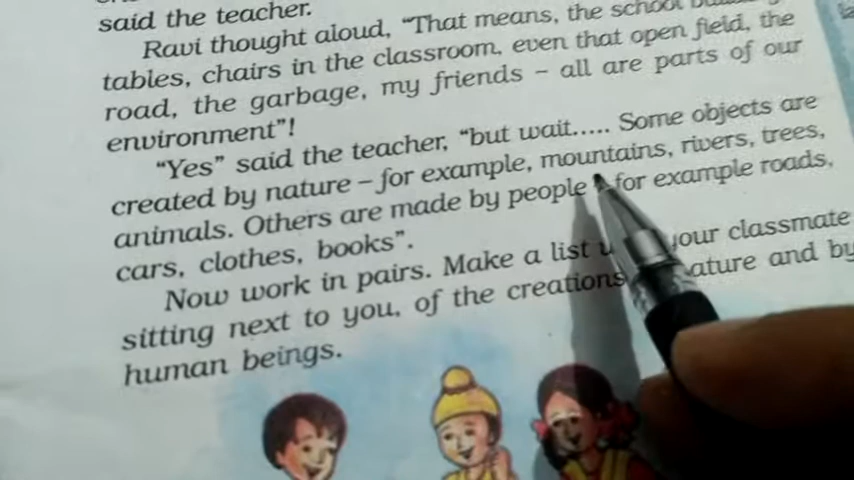 said the teacher.
Ravi thought aloud, “That means, the school
tables, chairs in the classroom, even that open field, the
road, the garbage, my friends – all are parts of our
environment”!
“Yes” said the teacher, “but wait..... Some objects are
created by nature – for example, mountains, rivers, trees,
animals. Others are made by people for example roads,
cars, clothes, books”.
Now work in pairs. Make a list your classmate
sitting next to you, of the creations nature and by
human beings.